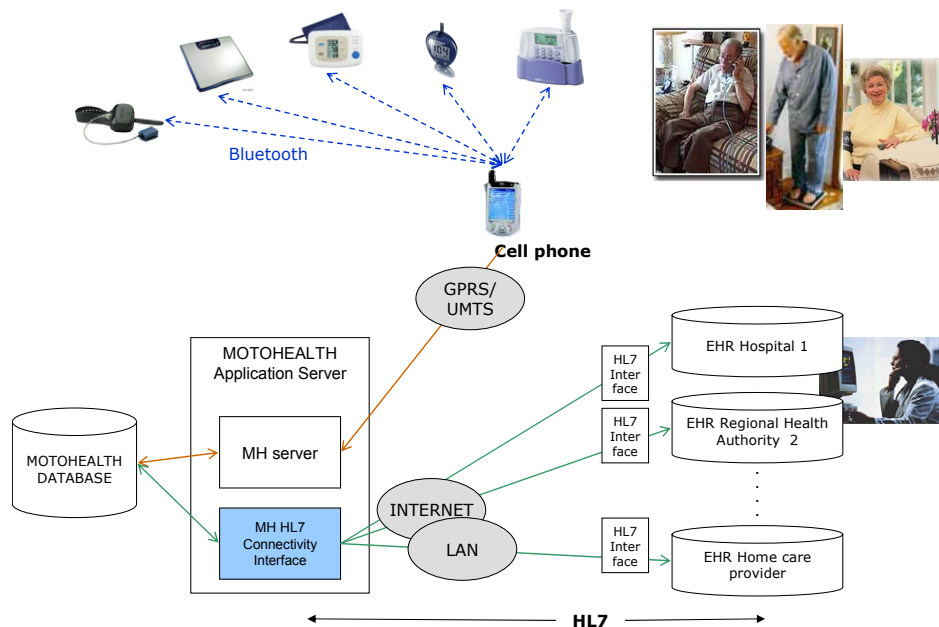 Bluetooth
Cell phone
GPRS/
UMTS
MOTOHEALTH
Application Server
MH server
MOTOHEALTH
DATABASE
MH HL7
Connectivity
Interface
INTERNET
LAN
HL7
Inter
face
EHR Hospital 1
HL7
Inter
face
EHR Regional Health
Authority 2
HL7
Inter
face
EHR Home care
provider
HL7